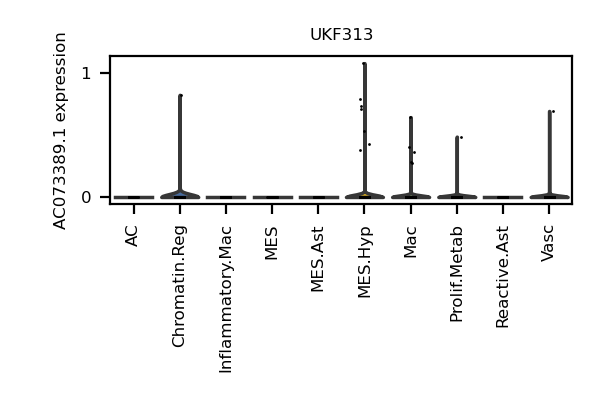 UKF313
AC073389.1 expression
1
0
AC
Chromatin.Reg
Inflammatory.Mac
MES
MES.Ast
MES.Hyp
Mac
Prolif.Metab
Reactive.Ast
Vasc